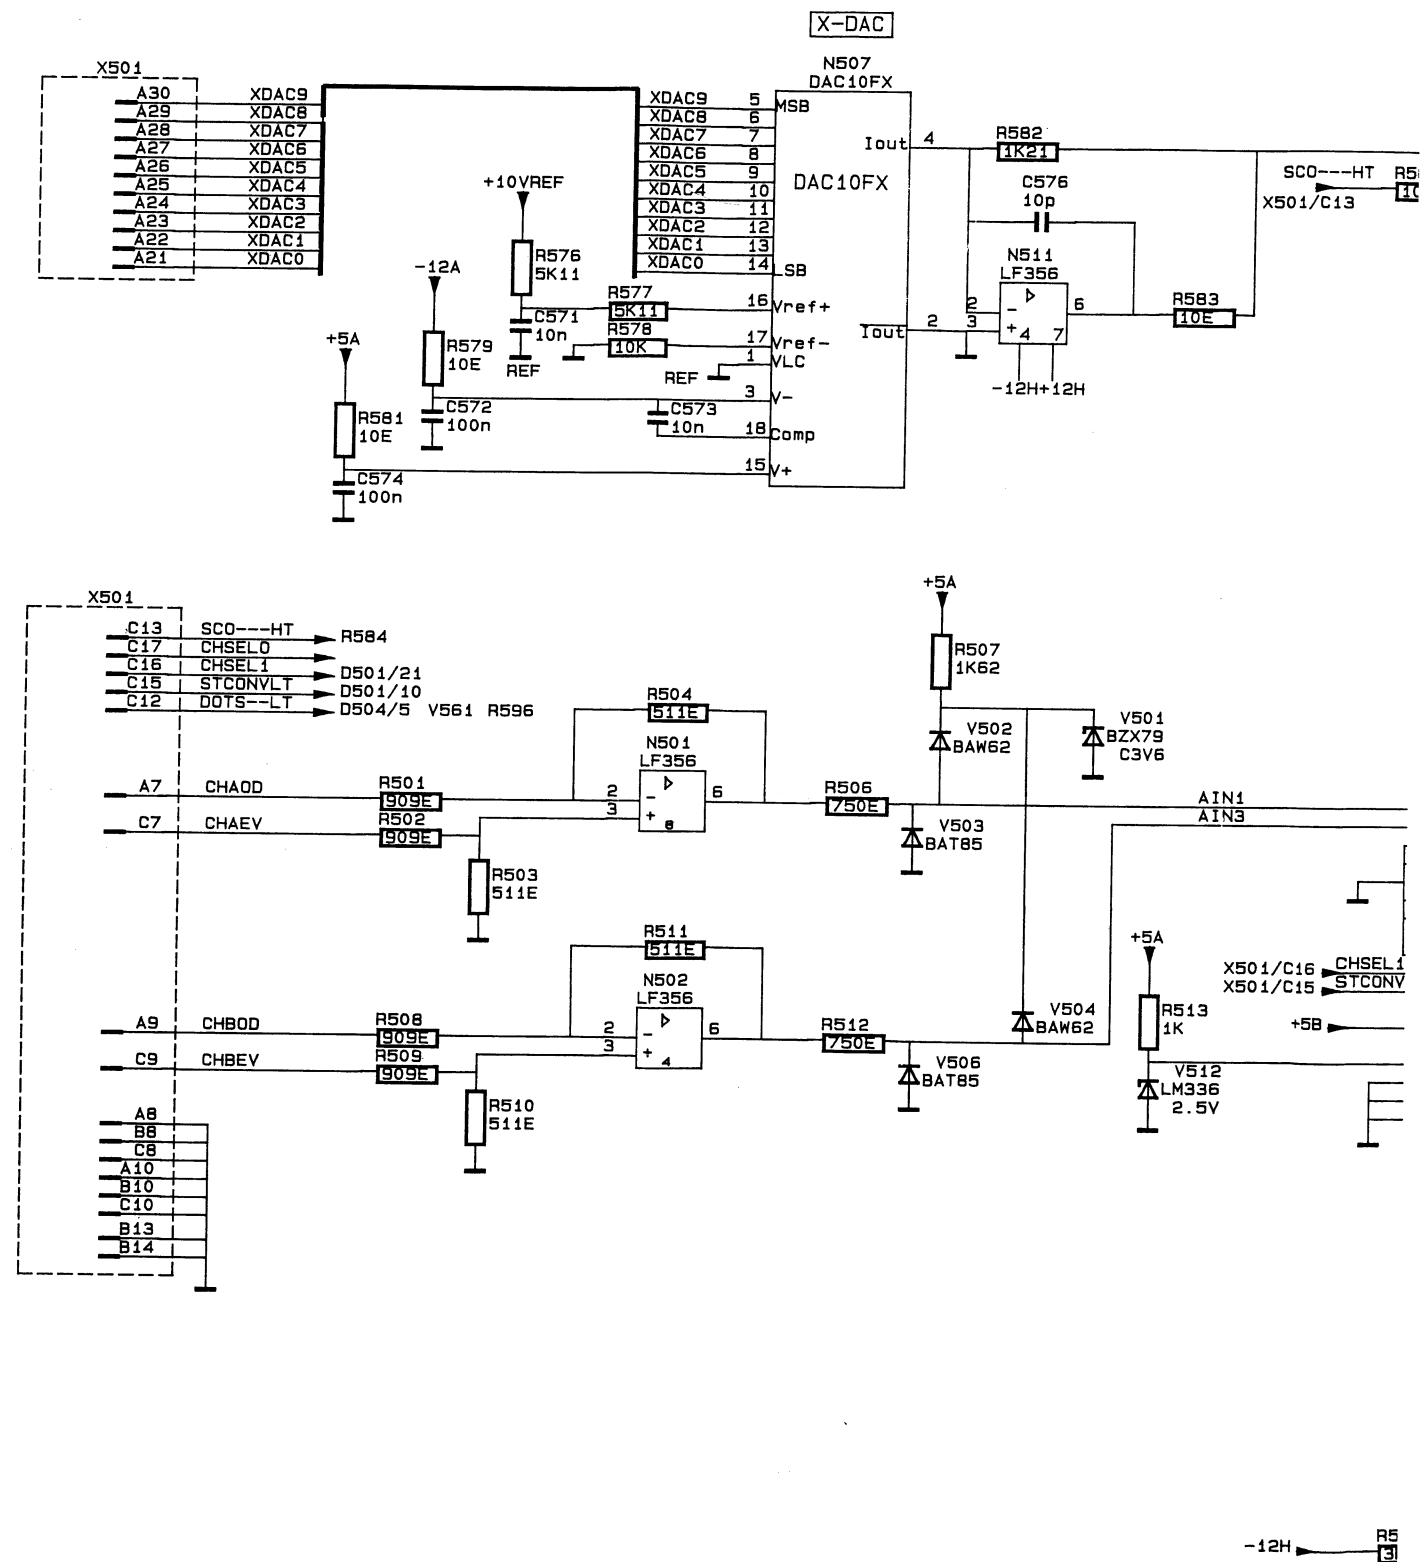 X-DAC
X501
N507
DAC10FX
A30 XDAC9
A29 XDAC8
A28 XDAC7
A27 XDAC6
A26 XDAC5
A25 XDAC4
A24 XDAC3
A23 XDAC2
A22 XDAC1
A21 XDAC0
XDAC9 5 MSB
XDAC8 6
XDAC7 7
XDAC6 8
XDAC5 9
XDAC4 10
XDAC3 11
XDAC2 12
XDAC1 13
XDAC0 14 LSB
DAC10FX
Iout 4
R582
1K21
SCO---HT
X501/C13
C576
10p
N511
LF356
2 -
3 +
6
4 7
-12H+12H
R583
10E
Iout 2
+10VREF
R576
5K11
C571
10n
REF
R577
5K11
16 Vref+
R578
10K
17 Vref-
REF
1 VLC
-12A
R579
10E
C572
100n
3 V-
C573
10n
18 Comp
+5A
R581
10E
C574
100n
15 V+
X501
C13 SCO---HT R584
C17 CHSEL0
C16 CHSEL1 D501/21
C15 STCONVLT D501/10
C12 DOTS--LT D504/5 V561 R596
A7 CHAOD
R501
909E
C7 CHAEV
R502
909E
R503
511E
R504
511E
N501
LF356
2 -
3 +
6
8
R506
750E
+5A
R507
1K62
V502
BAW62
V501
BZX79
C3V6
V503
BAT85
AIN1
AIN3
A9 CHBOD
R508
909E
C9 CHBEV
R509
909E
R510
511E
R511
511E
N502
LF356
2 -
3 +
6
4
R512
750E
V504
BAW62
V506
BAT85
+5A
X501/C16 CHSEL1
X501/C15 STCONV
R513
1K
+5B
V512
LM336
2.5V
A8
B8
C8
A10
B10
C10
B13
B14
-12H
R5